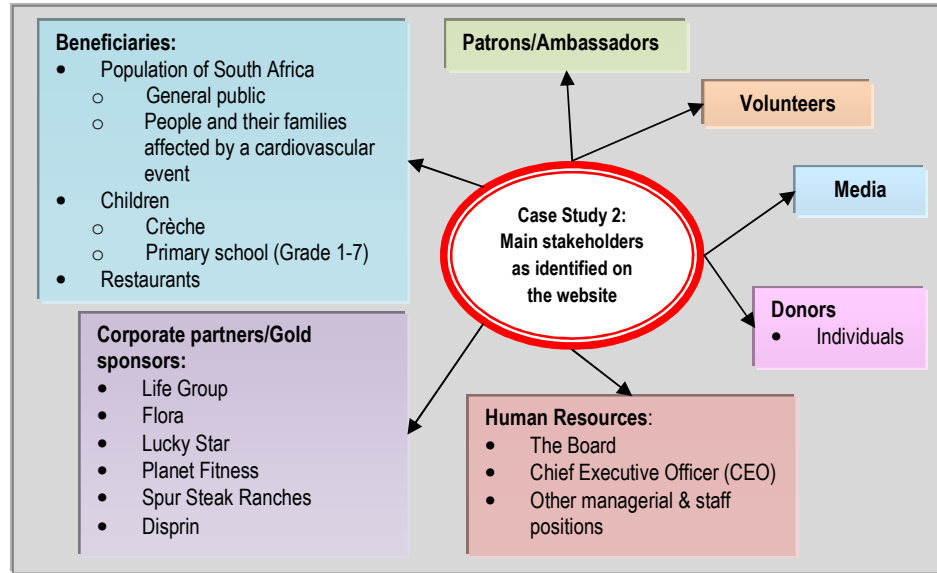 Beneficiaries:
• Population of South Africa
o General public
o People and their families
affected by a cardiovascular
event
• Children
o Crèche
o Primary school (Grade 1-7)
• Restaurants
Patrons/Ambassadors
Volunteers
Media
Donors
• Individuals
Case Study 2:
Main stakeholders
as identified on
the website
Corporate partners/Gold
sponsors:
• Life Group
• Flora
• Lucky Star
• Planet Fitness
• Spur Steak Ranches
• Disprin
Human Resources:
• The Board
• Chief Executive Officer (CEO)
• Other managerial & staff
positions